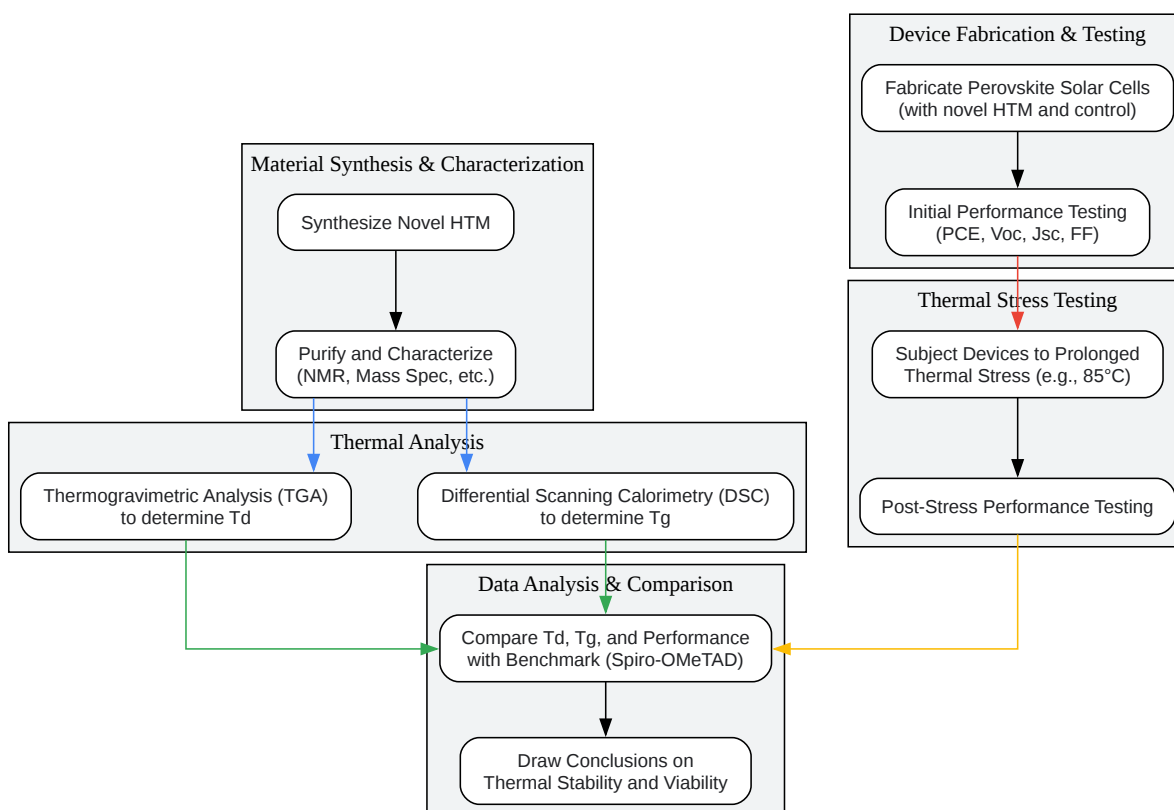 Device Fabrication & Testing
Fabricate Perovskite Solar Cells
(with novel HTM and control)
Initial Performance Testing
(PCE, Voc, Jsc, FF)
Material Synthesis & Characterization
Synthesize Novel HTM
Purify and Characterize
(NMR, Mass Spec, etc.)
Thermal Stress Testing
Subject Devices to Prolonged
Thermal Stress (e.g., 85°C)
Post-Stress Performance Testing
Thermal Analysis
Thermogravimetric Analysis (TGA)
to determine Td
Differential Scanning Calorimetry (DSC)
to determine Tg
Data Analysis & Comparison
Compare Td, Tg, and Performance
with Benchmark (Spiro-OMeTAD)
Draw Conclusions on
Thermal Stability and Viability